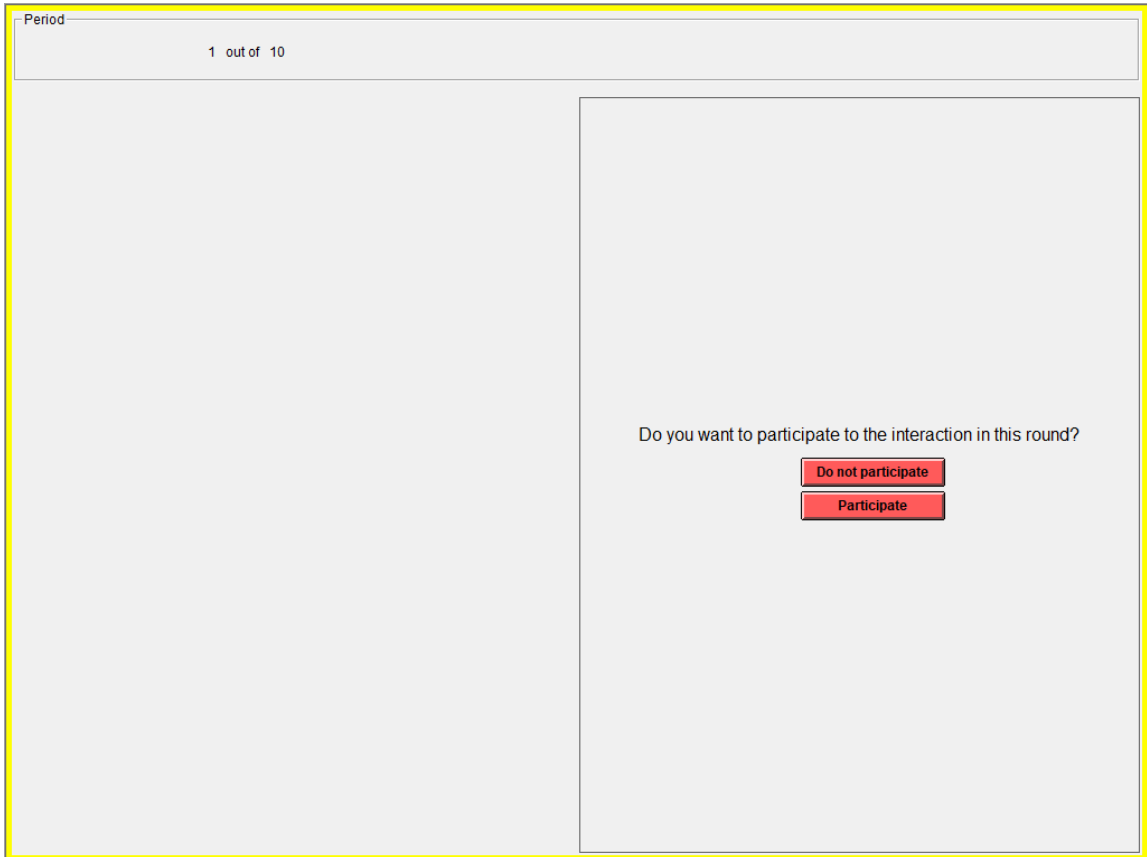 Period
1 out of 10
Do you want to participate to the interaction in this round?
Do not participate
Participate